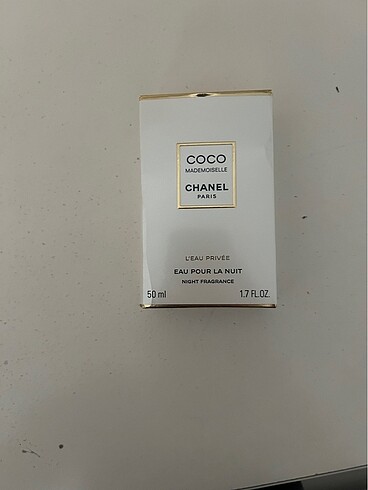 COCO
MADEMOISELLE
CHANEL
PARIS
L'EAU PRIVÉE
EAU POUR LA NUIT
NIGHT FRAGRANCE
50 ml 1.7 FL.OZ.